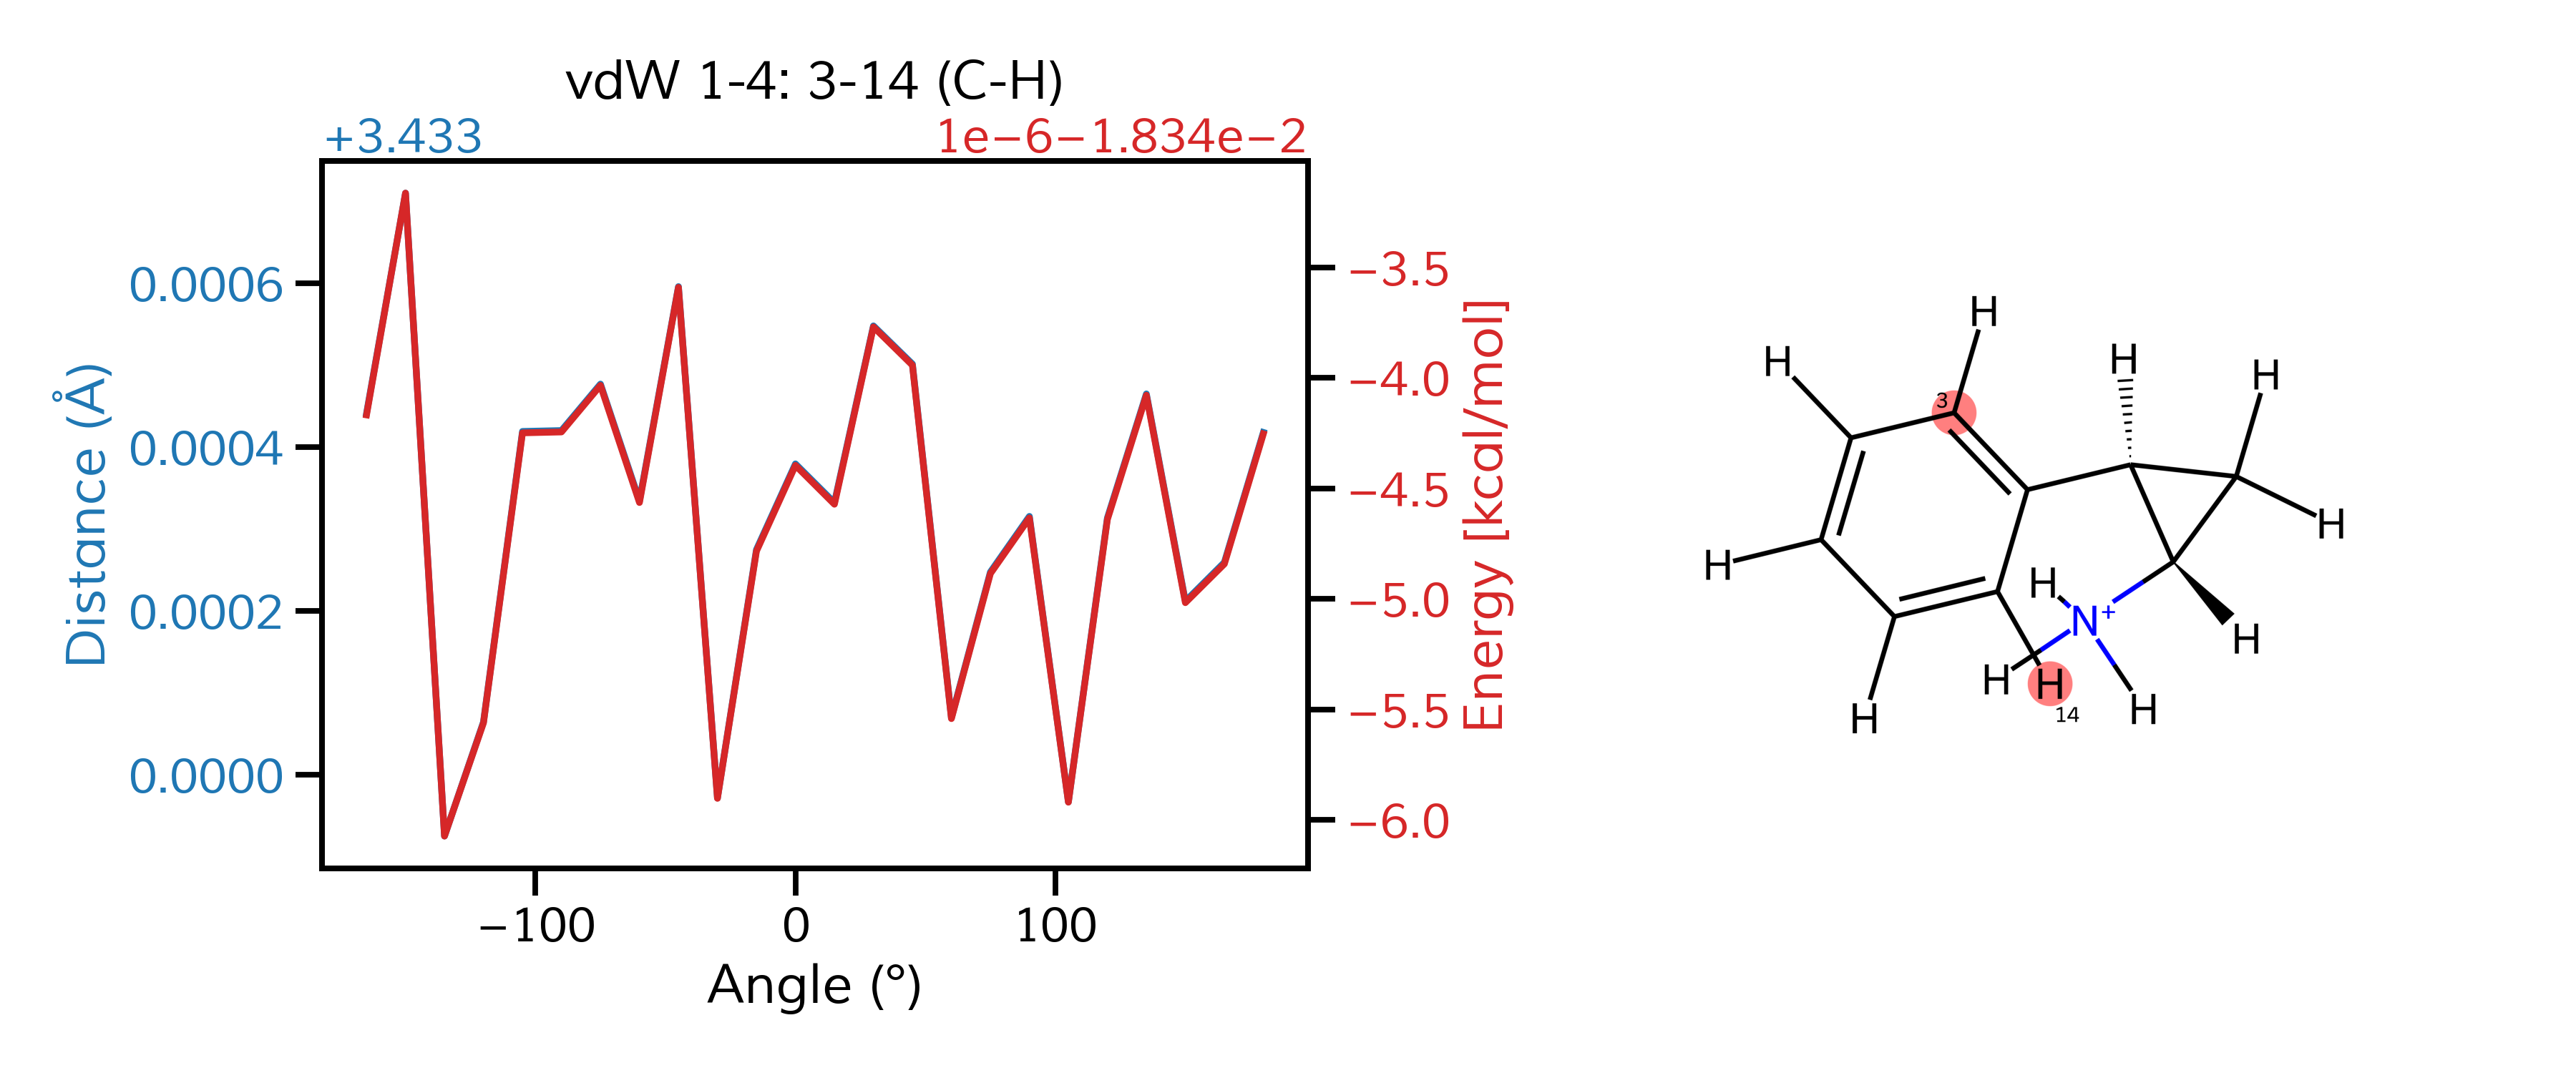 vdW 1-4: 3-14 (C-H)
+3.433
1e−6−1.834e−2
Distance (Å)
0.0006
0.0004
0.0002
0.0000
−3.5
−4.0
−4.5
−5.0
−5.5
−6.0
Energy [kcal/mol]
−100
0
100
Angle (°)
H
H
H
H
3
H
H
H
H
N+
H
H
H
H
H
14